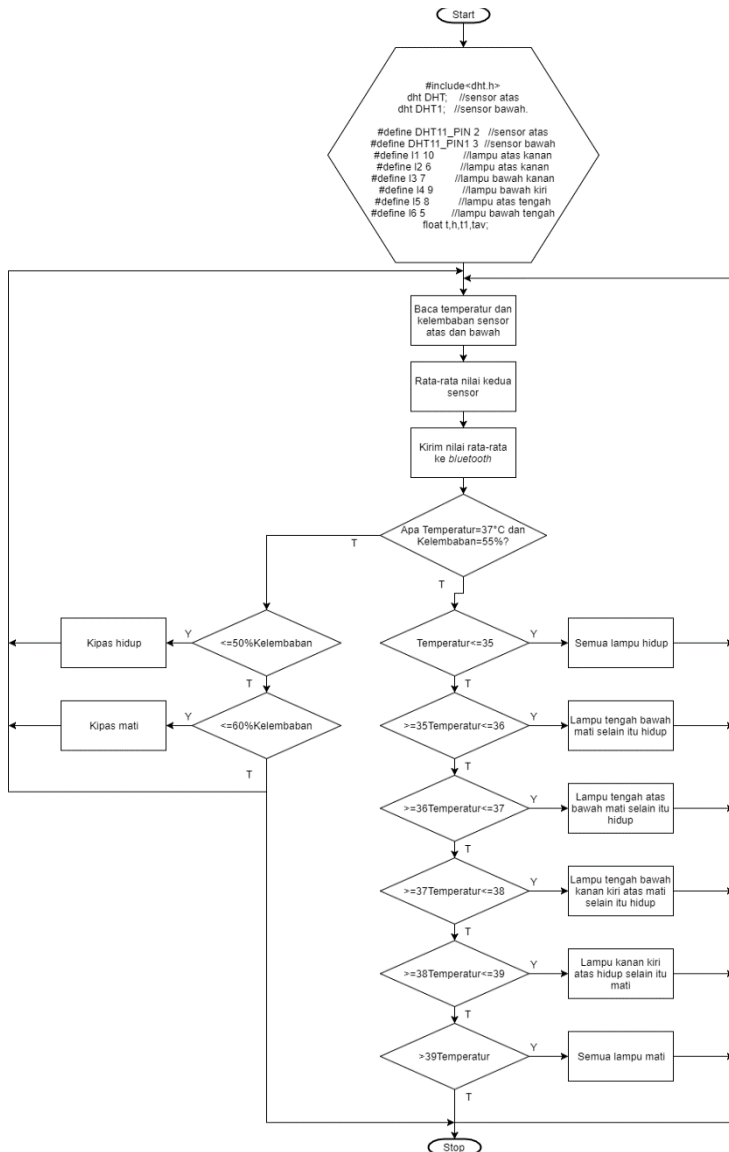 Start
#include<dht.h>
dht DHT; //sensor atas
dht DHT1; //sensor bawah.
#define DHT11_PIN 2 //sensor atas
#define DHT11_PIN1 3 //sensor bawah
#define l1 10 //lampu atas kanan
#define l2 6 //lampu atas kanan
#define l3 7 //lampu bawah kanan
#define l4 9 //lampu bawah kiri
#define l5 8 //lampu atas tengah
#define l6 5 //lampu bawah tengah
float t,h,t1,tav;
Baca temperatur dan
kelembaban sensor
atas dan bawah
Rata-rata nilai kedua
sensor
Kirim nilai rata-rata
ke bluetooth
Apa Temperatur=37°C dan
Kelembaban=55%?
T
T
<=50%Kelembaban
Y
Kipas hidup
T
<=60%Kelembaban
Y
Kipas mati
T
Temperatur<=35
Y
Semua lampu hidup
T
>=35Temperatur<=36
Y
Lampu tengah bawah
mati selain itu hidup
T
>=36Temperatur<=37
Y
Lampu tengah atas
bawah mati selain itu
hidup
T
>=37Temperatur<=38
Y
Lampu tengah bawah
kanan kiri atas mati
selain itu hidup
T
>=38Temperatur<=39
Y
Lampu kanan kiri
atas hidup selain itu
mati
T
>39Temperatur
Y
Semua lampu mati
T
Stop